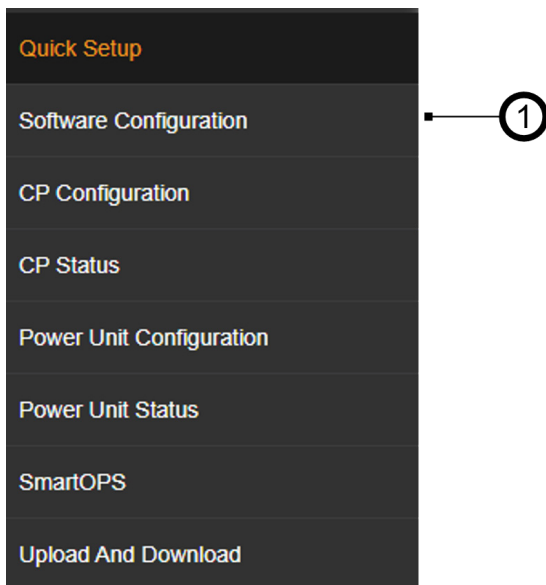 Quick Setup
Software Configuration
1
CP Configuration
CP Status
Power Unit Configuration
Power Unit Status
SmartOPS
Upload And Download